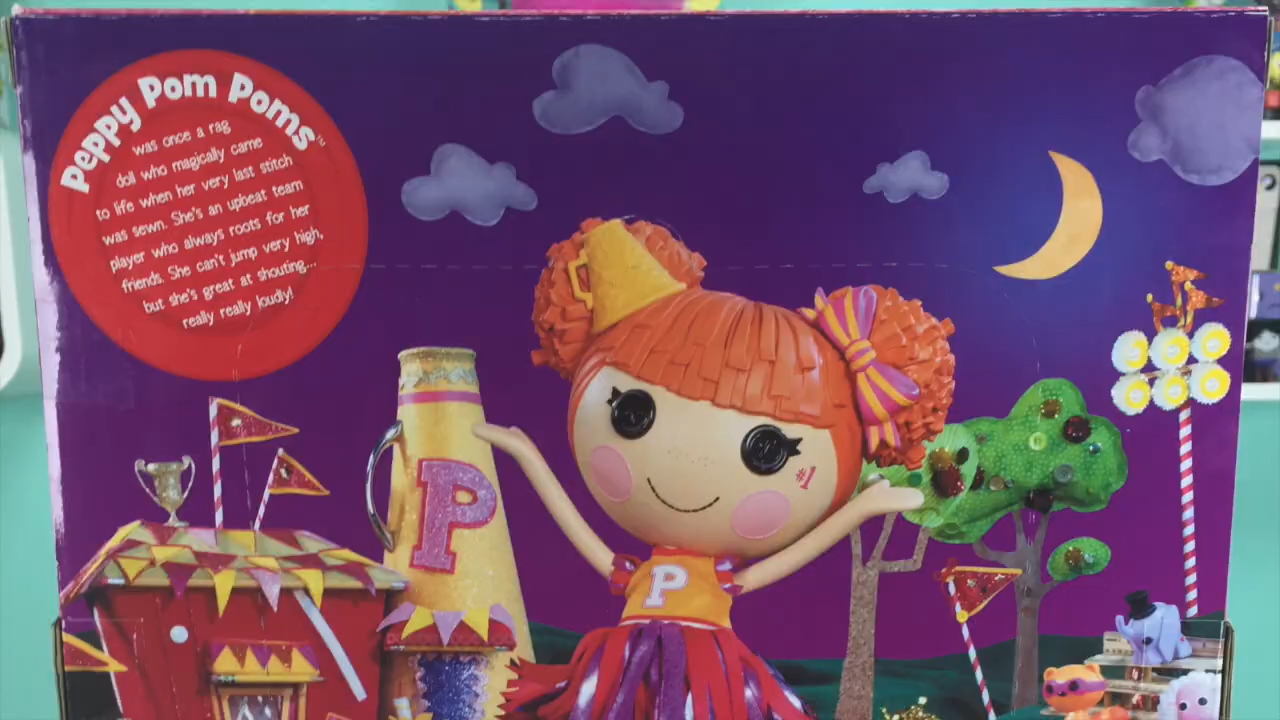 Peppy Pom Poms™
was once a rag
doll who magically came
to life when her very last stitch
was sewn. She's an upbeat team
player who always roots for her
friends. She can't jump very high,
but she's great at shouting...
really really loudly!
P
#1
P